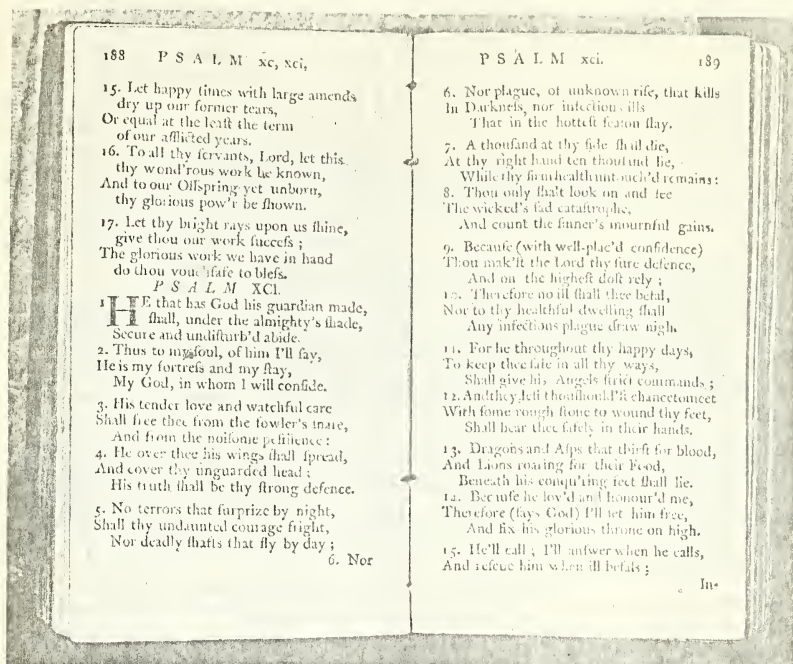 188 PSALM xc, xci,
15. Let happy times with large amends
dry up our former tears,
Or equal at the leaſt the term
of our afflicted years.
16. To all thy ſervants, Lord, let this
thy wond'rous work be known,
And to our Offspring yet unborn,
thy glorious pow'r be ſhown.
17. Let thy bright rays upon us ſhine,
give thou our work ſucceſs ;
The glorious work we have in hand
do thou vouchſafe to bleſs.
PSALM XCI.
1 HE that has God his guardian made,
ſhall, under the almighty's ſhade,
Secure and undiſturb'd abide.
2. Thus to my ſoul, of him I'll ſay,
He is my fortreſs and my ſtay,
My God, in whom I will confide.
3. His tender love and watchful care
Shall free thee from the fowler's ſnare,
And from the noiſome peſtilence :
4. He over thee his wings ſhall ſpread,
And cover thy unguarded head ;
His truth ſhall be thy ſtrong defence.
5. No terrors that ſurprize by night,
Shall thy undaunted courage fright,
Nor deadly ſhafts that fly by day ;
6. Nor
PSALM xci. 189
6. Nor plague, of unknown riſe, that kills
In Darkneſs, nor infectious ills
That in the hotteſt ſeaſon ſlay.
7. A thouſand at thy ſide ſhall die,
At thy right hand ten thouſand lie,
While thy firm health untouch'd remains :
8. Thou only ſhalt look on and ſee
The wicked's ſad cataſtrophe,
And count the ſinner's mournful gains.
9. Becauſe (with well-plac'd confidence)
Thou mak'ſt the Lord thy ſure defence,
And on the higheſt doſt rely ;
10. Therefore no ill ſhall thee befal,
Nor to thy healthful dwelling ſhall
Any infectious plague draw nigh.
11. For he throughout thy happy days,
To keep thee ſafe in all thy ways,
Shall give his Angels ſtrict commands ;
12. And they, leſt thou ſhould'ſt chance to meet
With ſome rough ſtone to wound thy feet,
Shall bear thee ſafely in their hands.
13. Dragons and Aſps that thirſt for blood,
And Lions roaring for their Food,
Beneath his conqu'ring feet ſhall lie.
14. Becauſe he lov'd and honour'd me,
Therefore (ſays God) I'll ſet him free,
And fix his glorious throne on high.
15. He'll call ; I'll anſwer when he calls,
And reſcue him when ill befals ;
In-